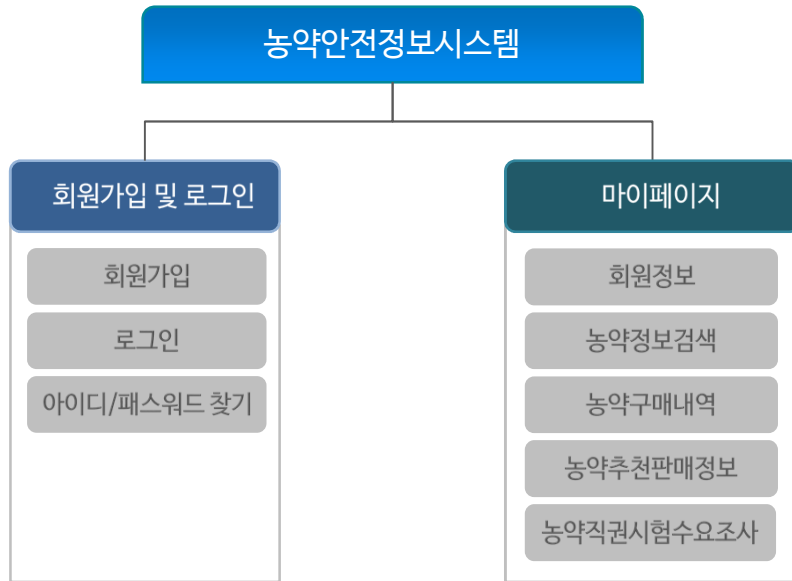 농약안전정보시스템
회원가입 및 로그인
회원가입
로그인
아이디/패스워드 찾기
마이페이지
회원정보
농약정보검색
농약구매내역
농약추천판매정보
농약직권시험수요조사